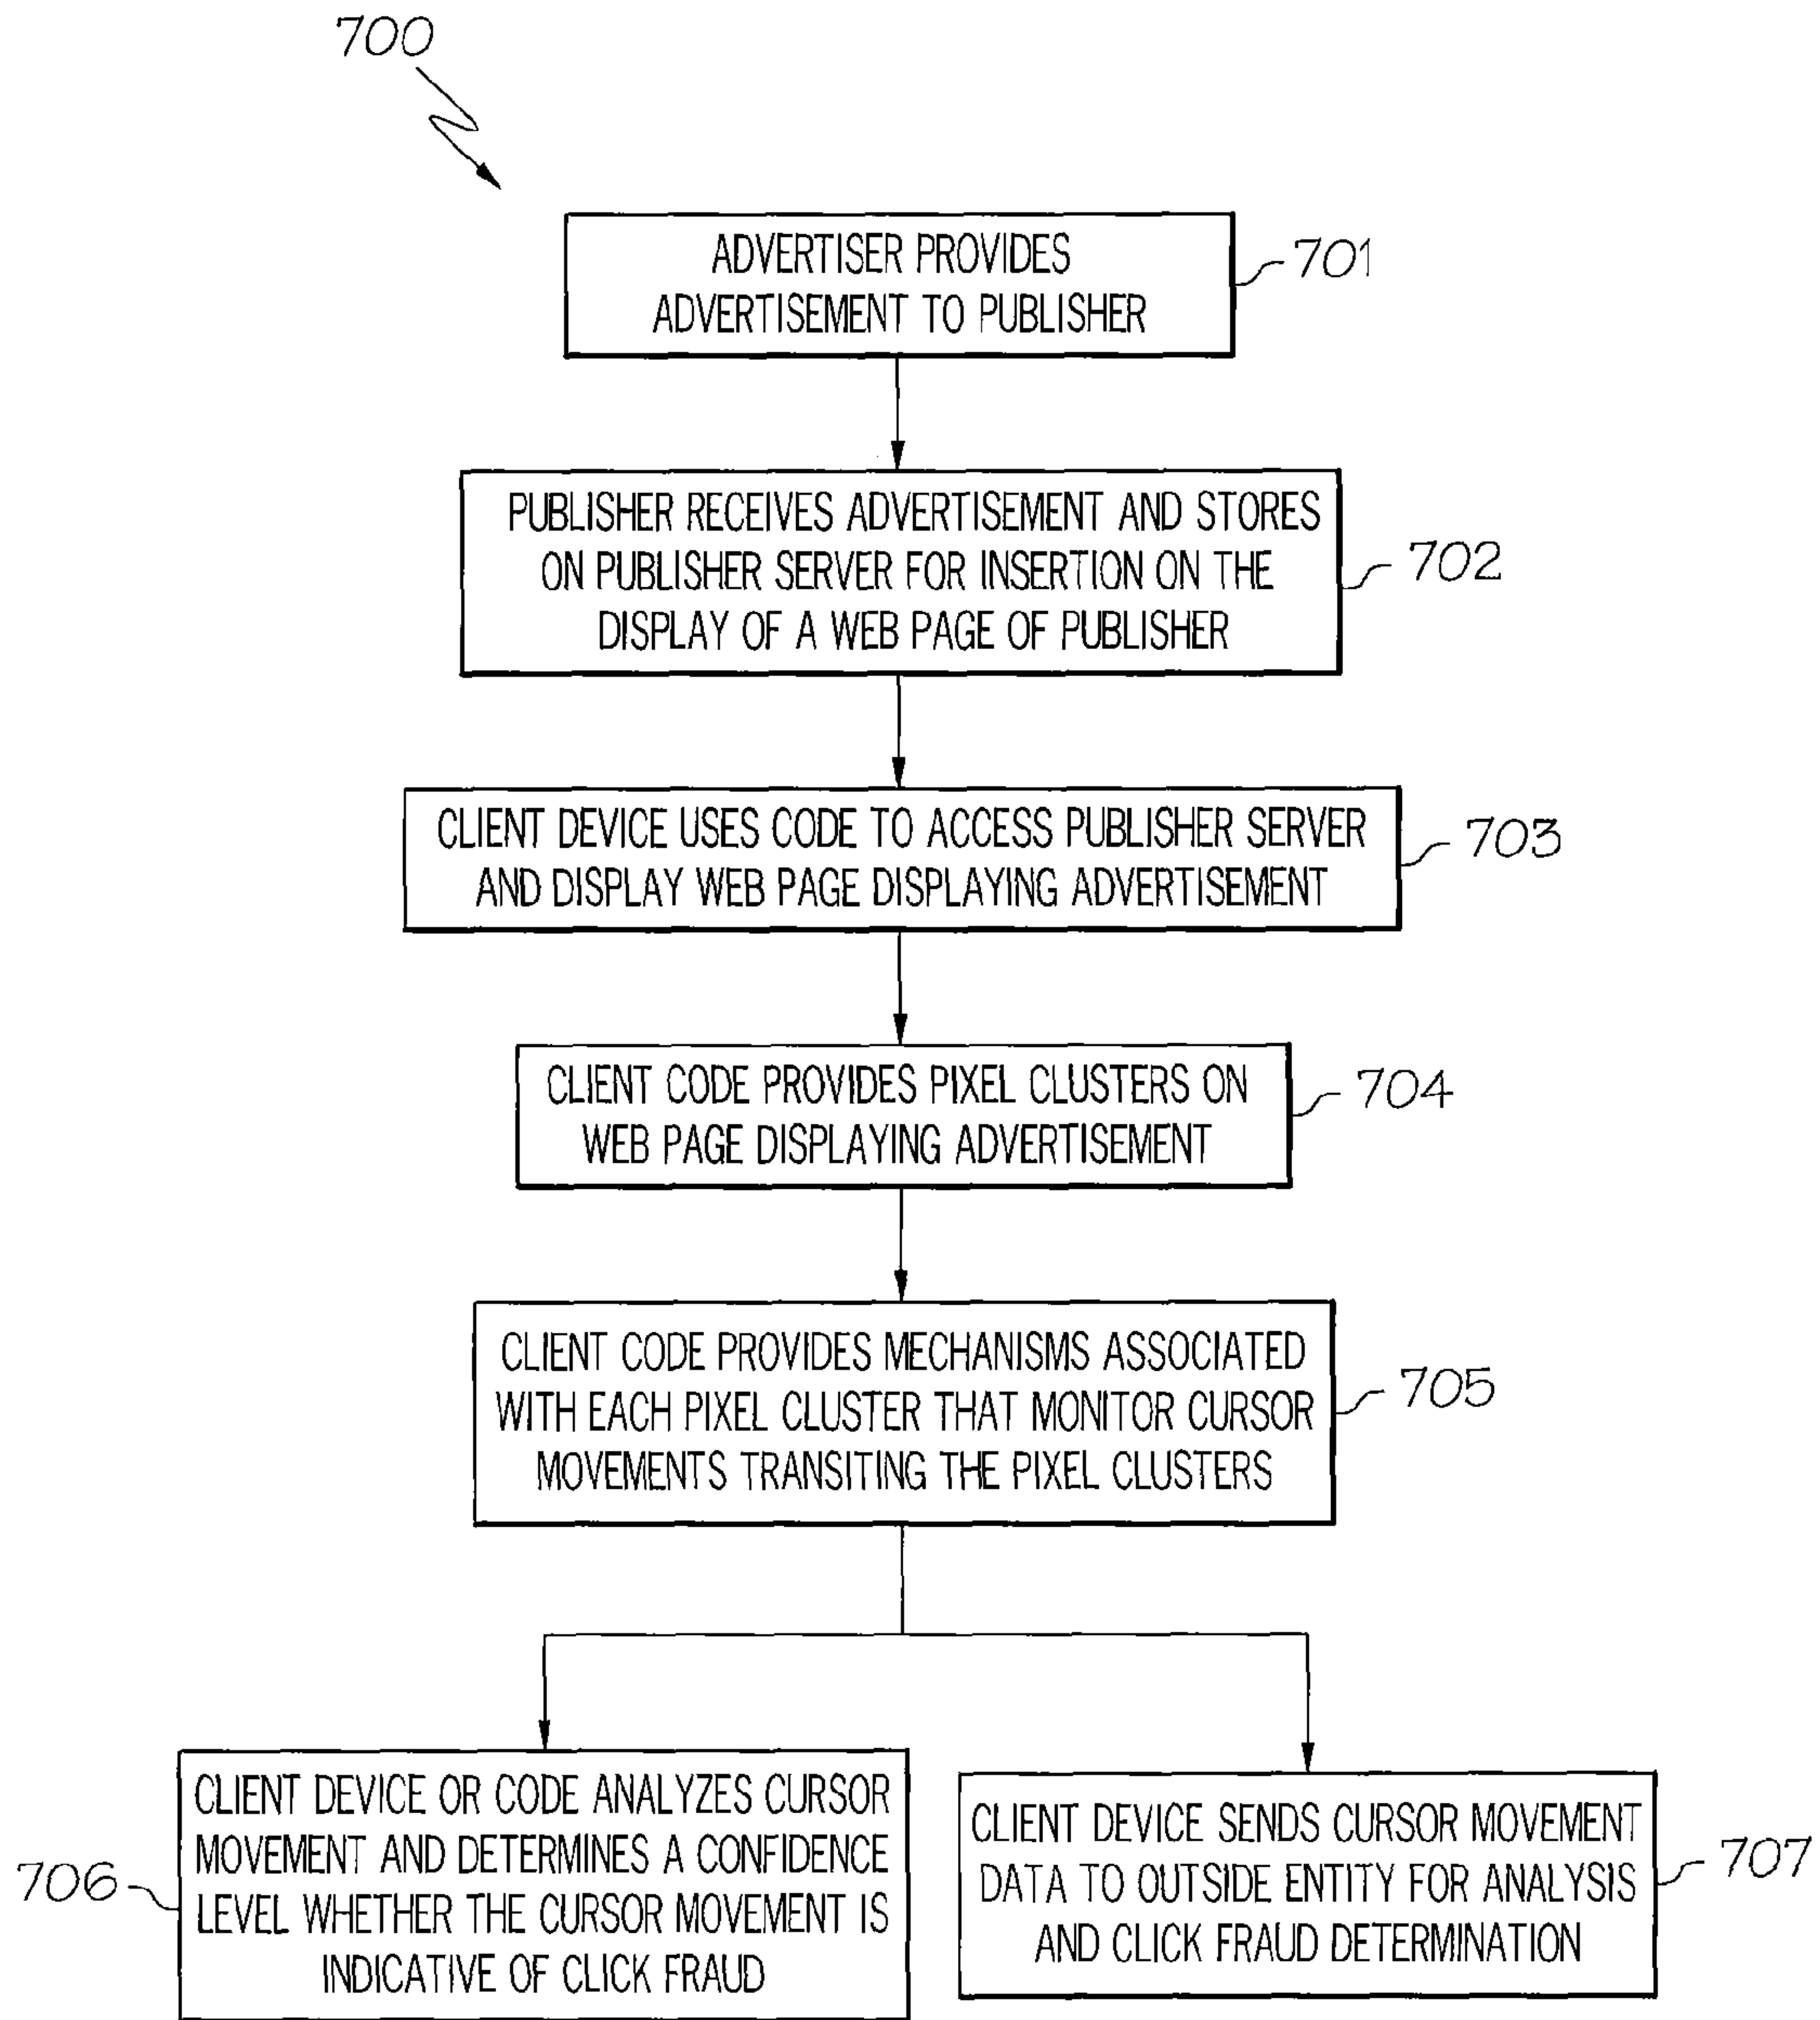 700
ADVERTISER PROVIDES
ADVERTISEMENT TO PUBLISHER
701
PUBLISHER RECEIVES ADVERTISEMENT AND STORES
ON PUBLISHER SERVER FOR INSERTION ON THE
DISPLAY OF A WEB PAGE OF PUBLISHER
702
CLIENT DEVICE USES CODE TO ACCESS PUBLISHER SERVER
AND DISPLAY WEB PAGE DISPLAYING ADVERTISEMENT
703
CLIENT CODE PROVIDES PIXEL CLUSTERS ON
WEB PAGE DISPLAYING ADVERTISEMENT
704
CLIENT CODE PROVIDES MECHANISMS ASSOCIATED
WITH EACH PIXEL CLUSTER THAT MONITOR CURSOR
MOVEMENTS TRANSITING THE PIXEL CLUSTERS
705
CLIENT DEVICE OR CODE ANALYZES CURSOR
MOVEMENT AND DETERMINES A CONFIDENCE
LEVEL WHETHER THE CURSOR MOVEMENT IS
INDICATIVE OF CLICK FRAUD
706
CLIENT DEVICE SENDS CURSOR MOVEMENT
DATA TO OUTSIDE ENTITY FOR ANALYSIS
AND CLICK FRAUD DETERMINATION
707